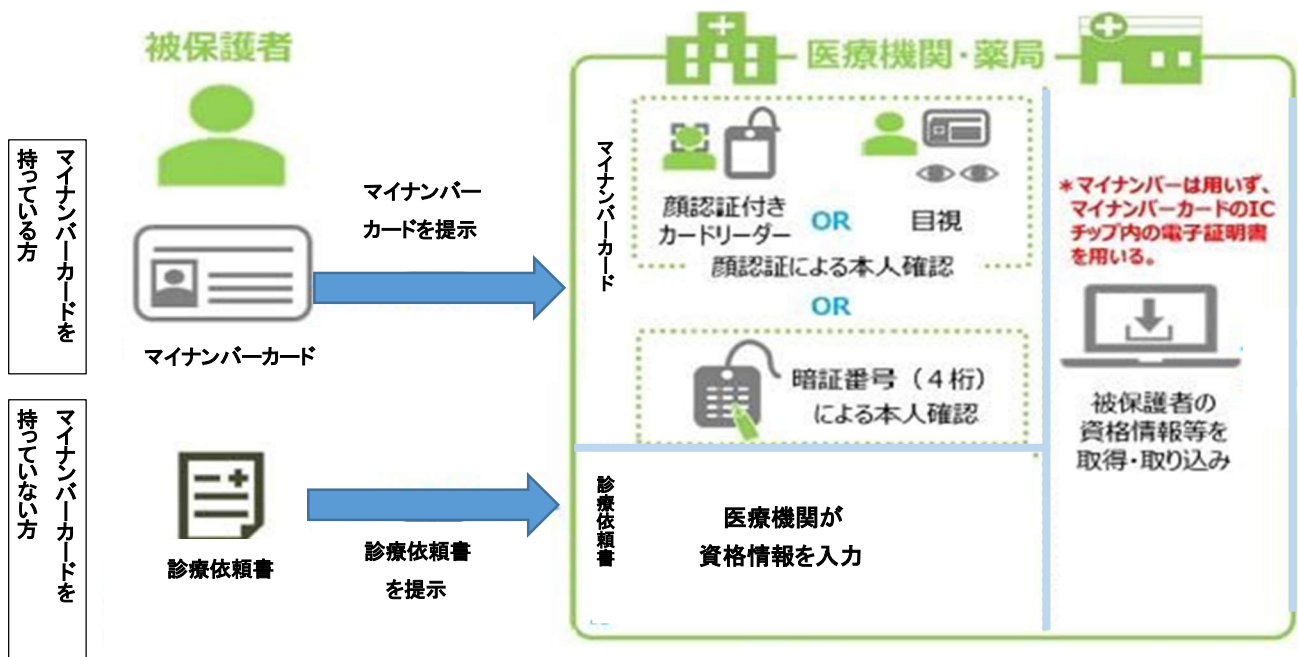 被保護者
医療機関・薬局
マイナンバーカードを
持っている方
マイナンバーカード
マイナンバー
カードを提示
マイナンバーカード
顔認証付き
カードリーダー
OR
目視
顔認証による本人確認
OR
暗証番号（４桁）
による本人確認
＊マイナンバーは用いず、
マイナンバーカードのIC
チップ内の電子証明書
を用いる。
被保護者の
資格情報等を
取得・取り込み
マイナンバーカードを
持っていない方
診療依頼書
診療依頼書
を提示
診療依頼書
医療機関が
資格情報を入力